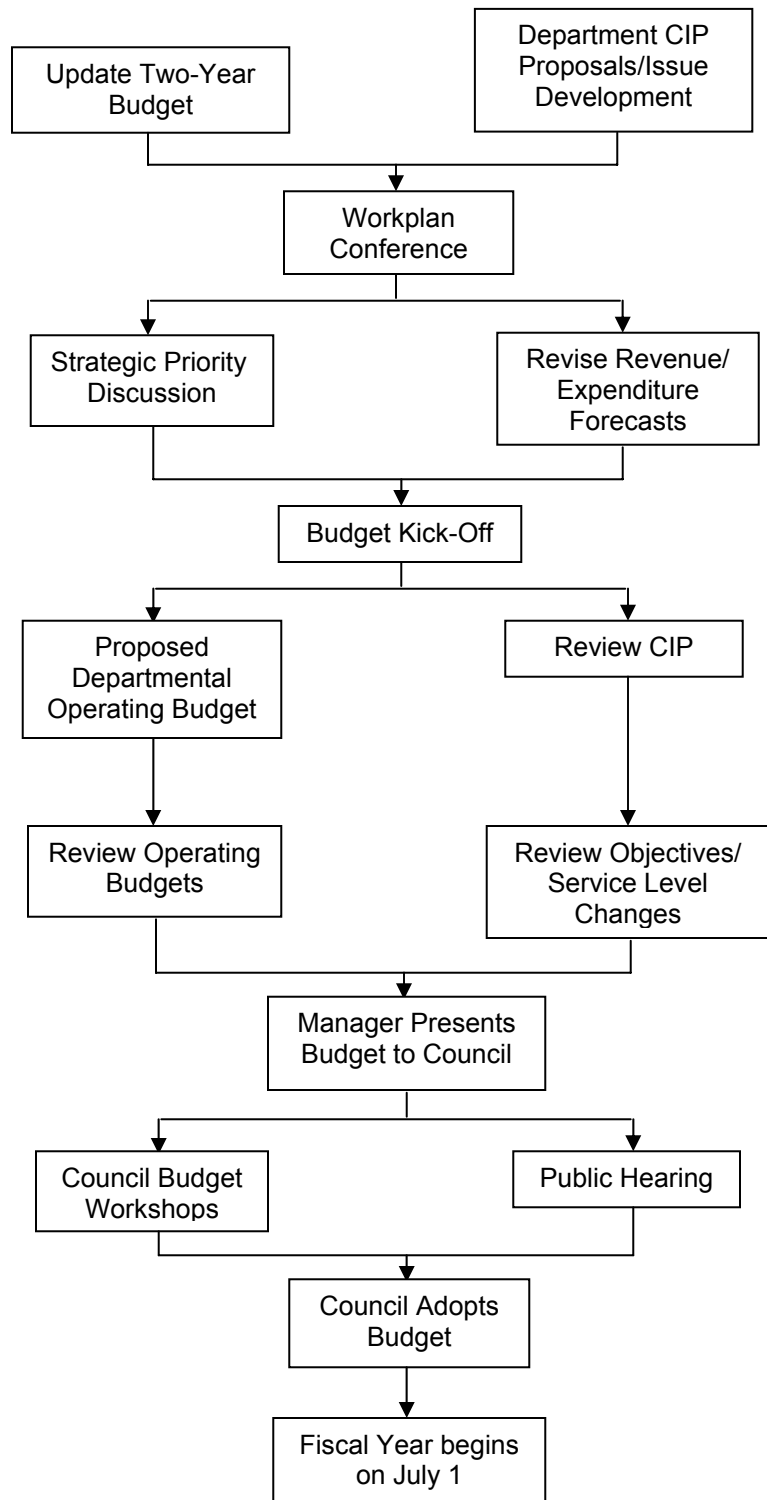 Update Two-Year
Budget
Department CIP
Proposals/Issue
Development
Workplan
Conference
Strategic Priority
Discussion
Revise Revenue/
Expenditure
Forecasts
Budget Kick-Off
Proposed
Departmental
Operating Budget
Review CIP
Review Operating
Budgets
Review Objectives/
Service Level
Changes
Manager Presents
Budget to Council
Council Budget
Workshops
Public Hearing
Council Adopts
Budget
Fiscal Year begins
on July 1